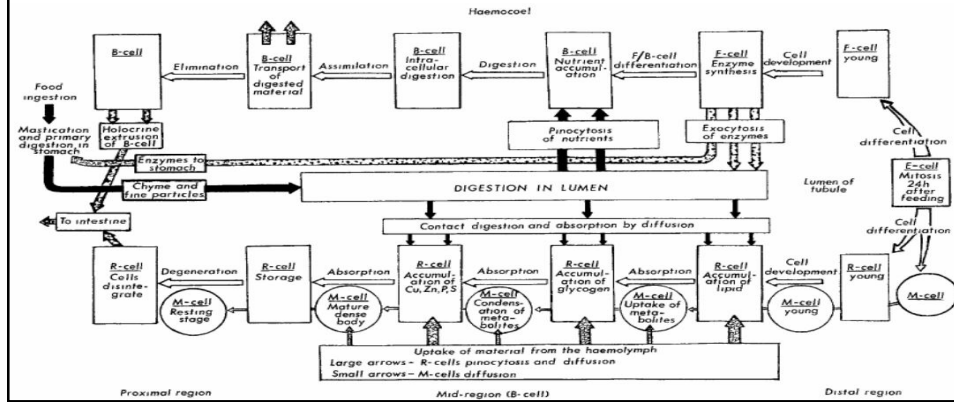 Haemocoel
B-cell
B-cell
Transport
of
digested
material
B-cell
Intra-
cellular
digestion
B-cell
Nutrient
accumul-
ation
F-cell
Enzyme
synthesis
F-cell
young
Elimination
Assimilation
Digestion
F/B-cell
differentiation
Cell
development
Food
ingestion
Mastication
and primary
digestion in
stomach
Holocrine
extrusion
of B-cell
Pinocytosis
of nutrients
Exocytosis
of enzymes
Cell
differentiation
Enzymes to
stomach
Chyme and
fine particles
DIGESTION IN LUMEN
Lumen of
tubule
E-cell
Mitosis
24h
after
feeding
To intestine
Contact digestion and absorption by diffusion
Cell
differentiation
R-cell
Cells
disinte-
grate
Degeneration
R-cell
Storage
Absorption
R-cell
Accumul-
ation of
Cu, Zn, P, S
Absorption
R-cell
Accumul-
ation of
glycogen
Absorption
R-cell
Accumul-
ation of
lipid
Cell
development
R-cell
young
M-cell
Resting
stage
M-cell
Mature
dense
body
M-cell
Conden-
sation of
meta-
bolites
M-cell
Uptake of
meta-
bolites
M-cell
young
M-cell
Uptake of material from the haemolymph
Large arrows - R-cells pinocytosis and diffusion
Small arrows - M-cells diffusion
Proximal region
Mid-region (B-cell)
Distal region